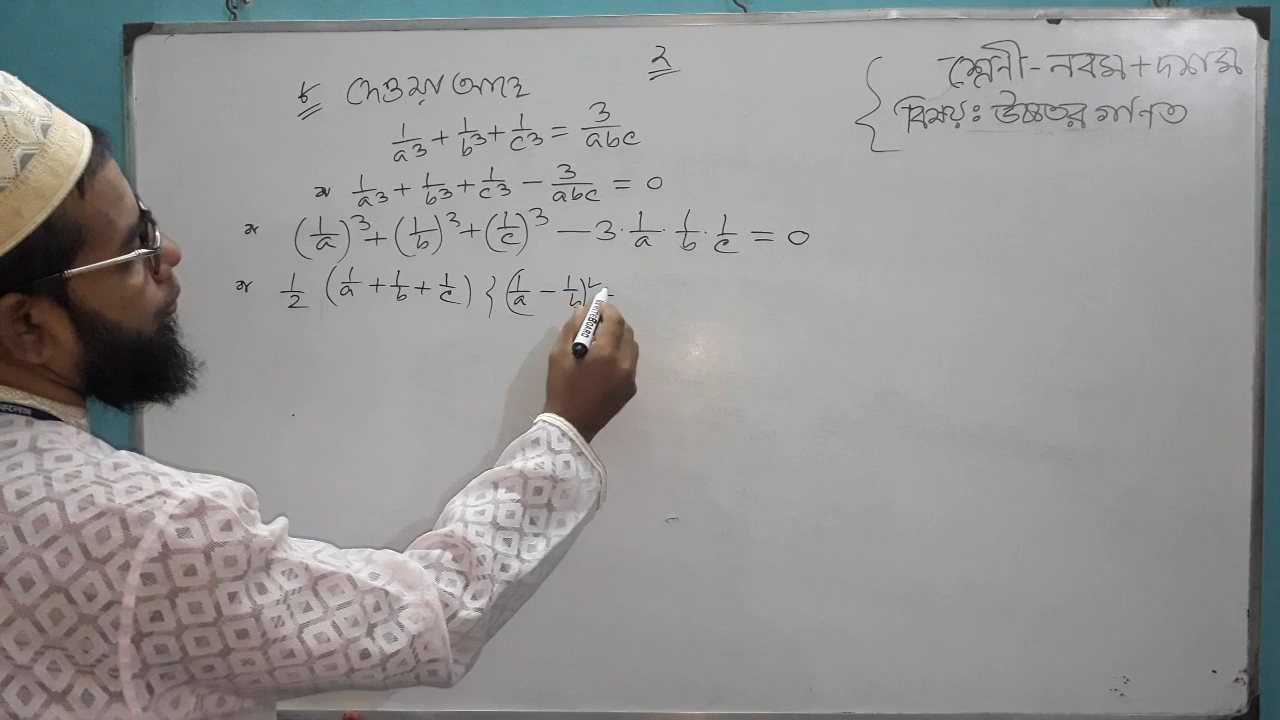 ২
শ্রেণী - নবম + দশম
বিষয়ঃ উচ্চতর গণিত
৮ দেওয়া আছে
1/a³ + 1/b³ + 1/c³ = 3/abc
বা 1/a³ + 1/b³ + 1/c³ - 3/abc = 0
বা (1/a)³ + (1/b)³ + (1/c)³ - 3 · 1/a · 1/b · 1/c = 0
বা 1/2 (1/a + 1/b + 1/c) { (1/a - 1/b)²
WHITEBOARD